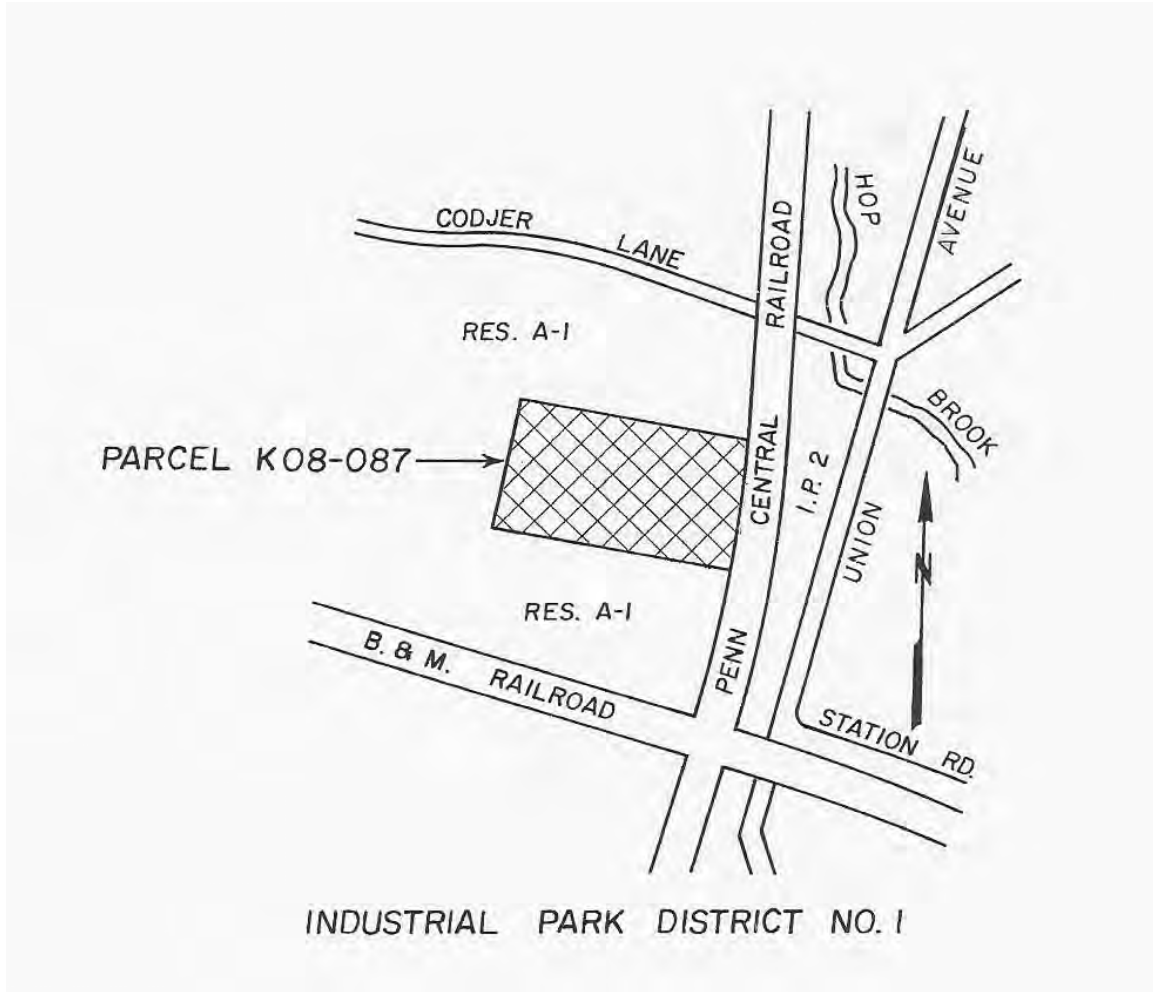 HOP
AVENUE
CODJER LANE
RAILROAD
RES. A-1
BROOK
PARCEL K08-087
CENTRAL
I.P. 2
UNION
N
RES. A-1
PENN
B. & M. RAILROAD
STATION RD.
INDUSTRIAL PARK DISTRICT NO. 1